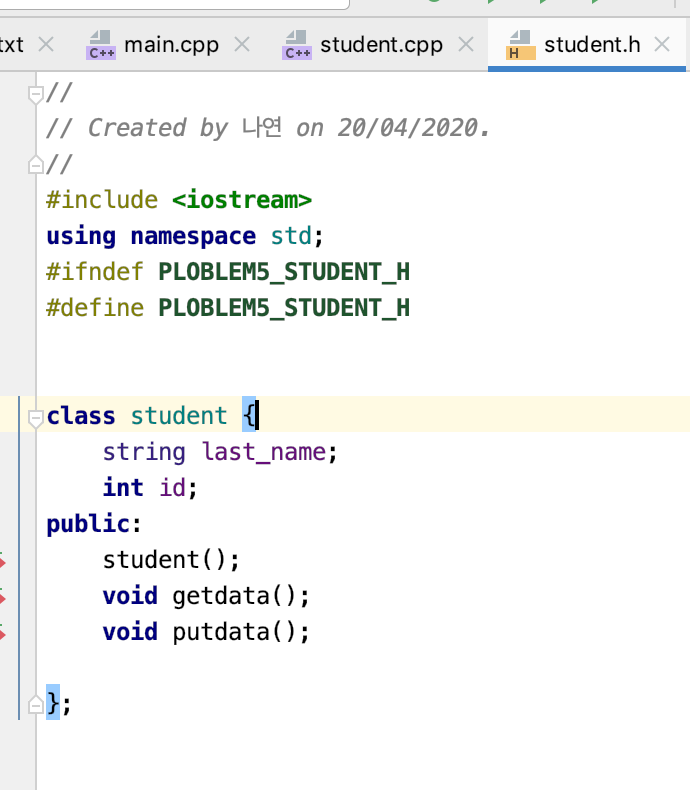 txt
C++ main.cpp
C++ student.cpp
H student.h
//
// Created by 나연 on 20/04/2020.
//
#include <iostream>
using namespace std;
#ifndef PLOBLEM5_STUDENT_H
#define PLOBLEM5_STUDENT_H
class student {
    string last_name;
    int id;
public:
    student();
    void getdata();
    void putdata();
};